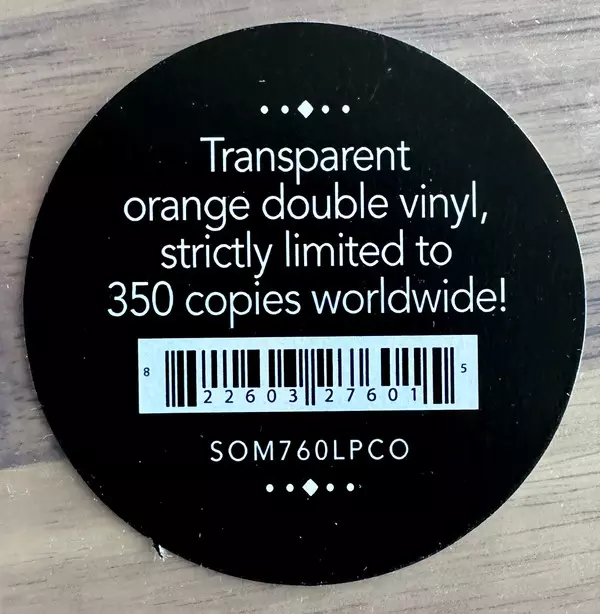 Transparent
orange double vinyl,
strictly limited to
350 copies worldwide!
8 22603 27601 5
SOM760LPCO